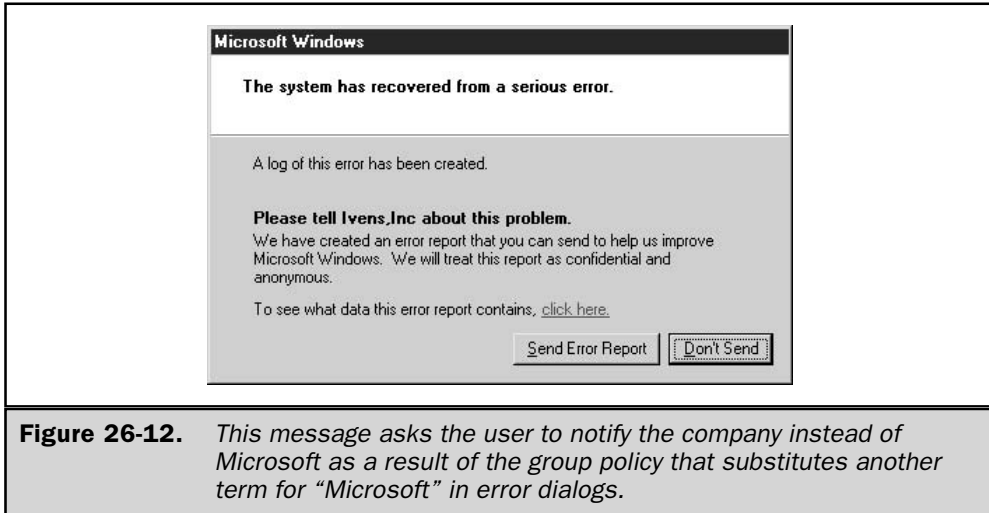 Microsoft Windows
The system has recovered from a serious error.
A log of this error has been created.
Please tell Ivens,Inc about this problem.
We have created an error report that you can send to help us improve
Microsoft Windows. We will treat this report as confidential and
anonymous.
To see what data this error report contains, click here.
Send Error Report
Don't Send
Figure 26-12. This message asks the user to notify the company instead of
Microsoft as a result of the group policy that substitutes another
term for “Microsoft” in error dialogs.